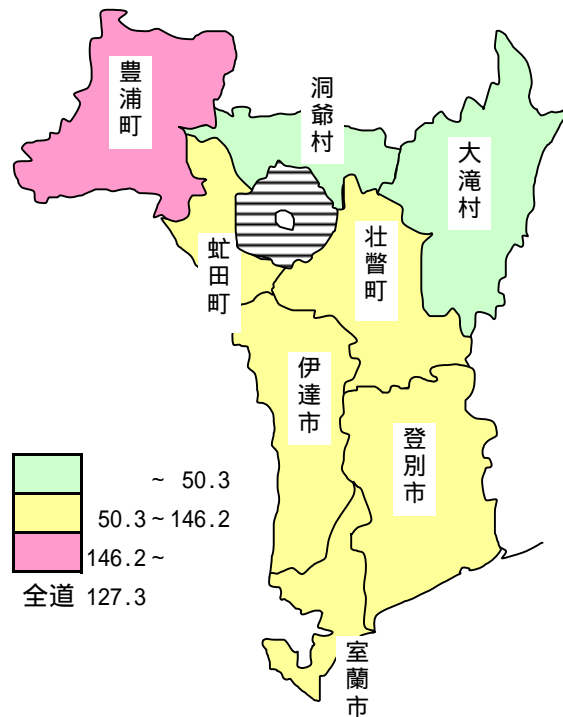 豊浦町
洞爺村
大滝村
虻田町
壮瞥町
伊達市
登別市
室蘭市
~ 50.3
50.3~146.2
146.2~
全道 127.3